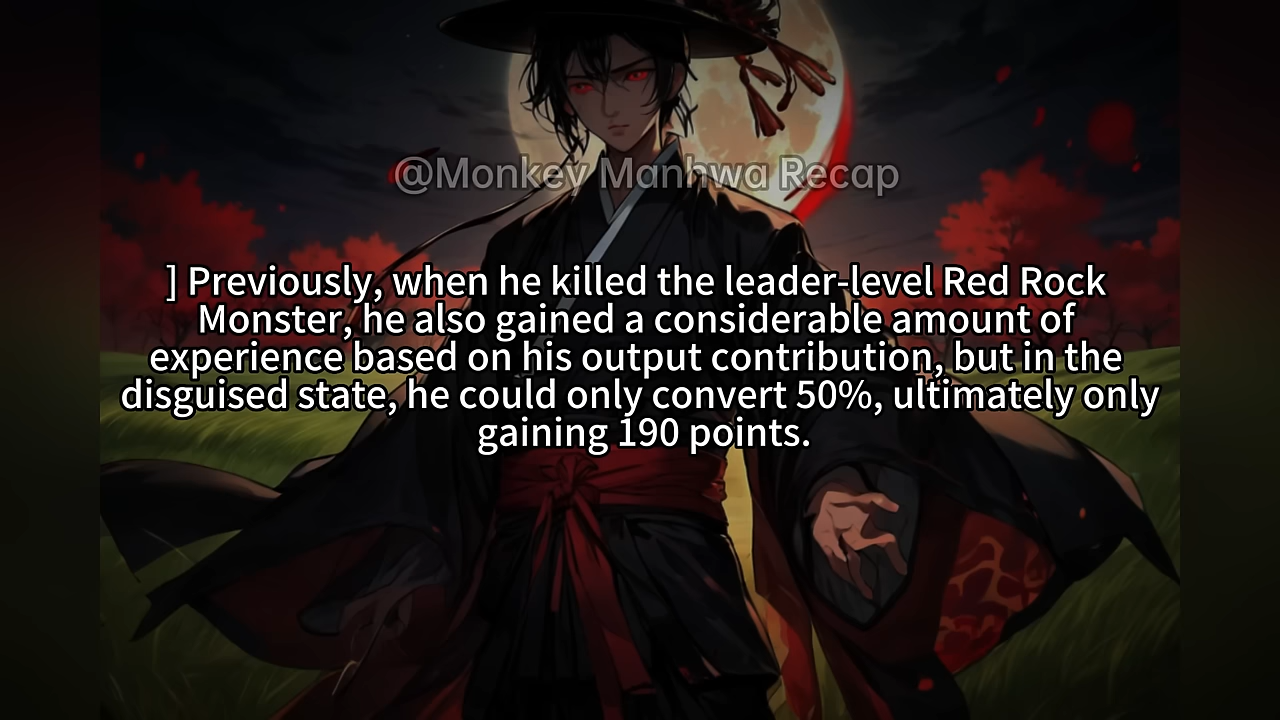 @Monkey Manhwa Recap
] Previously, when he killed the leader-level Red Rock
Monster, he also gained a considerable amount of
experience based on his output contribution, but in the
disguised state, he could only convert 50%, ultimately only
gaining 190 points.